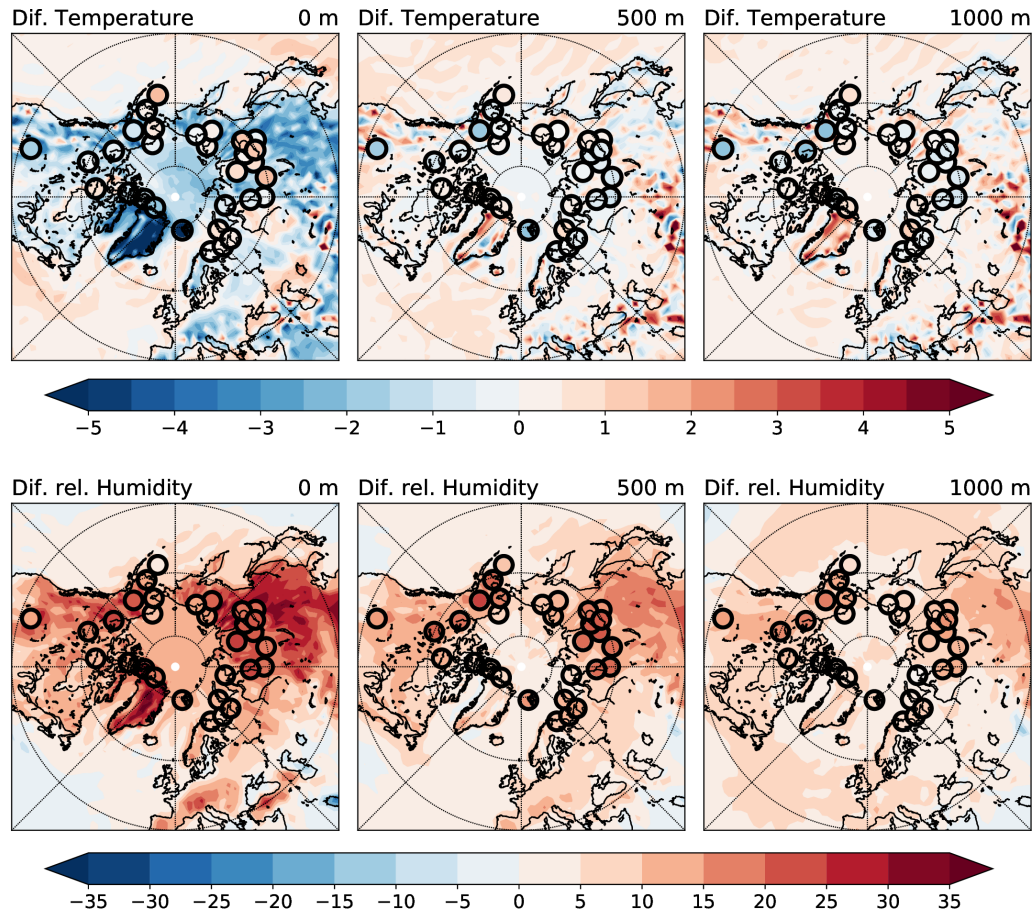 Dif. Temperature 0 m
Dif. Temperature 500 m
Dif. Temperature 1000 m
−5 −4 −3 −2 −1 0 1 2 3 4 5
Dif. rel. Humidity 0 m
Dif. rel. Humidity 500 m
Dif. rel. Humidity 1000 m
−35 −30 −25 −20 −15 −10 −5 0 5 10 15 20 25 30 35